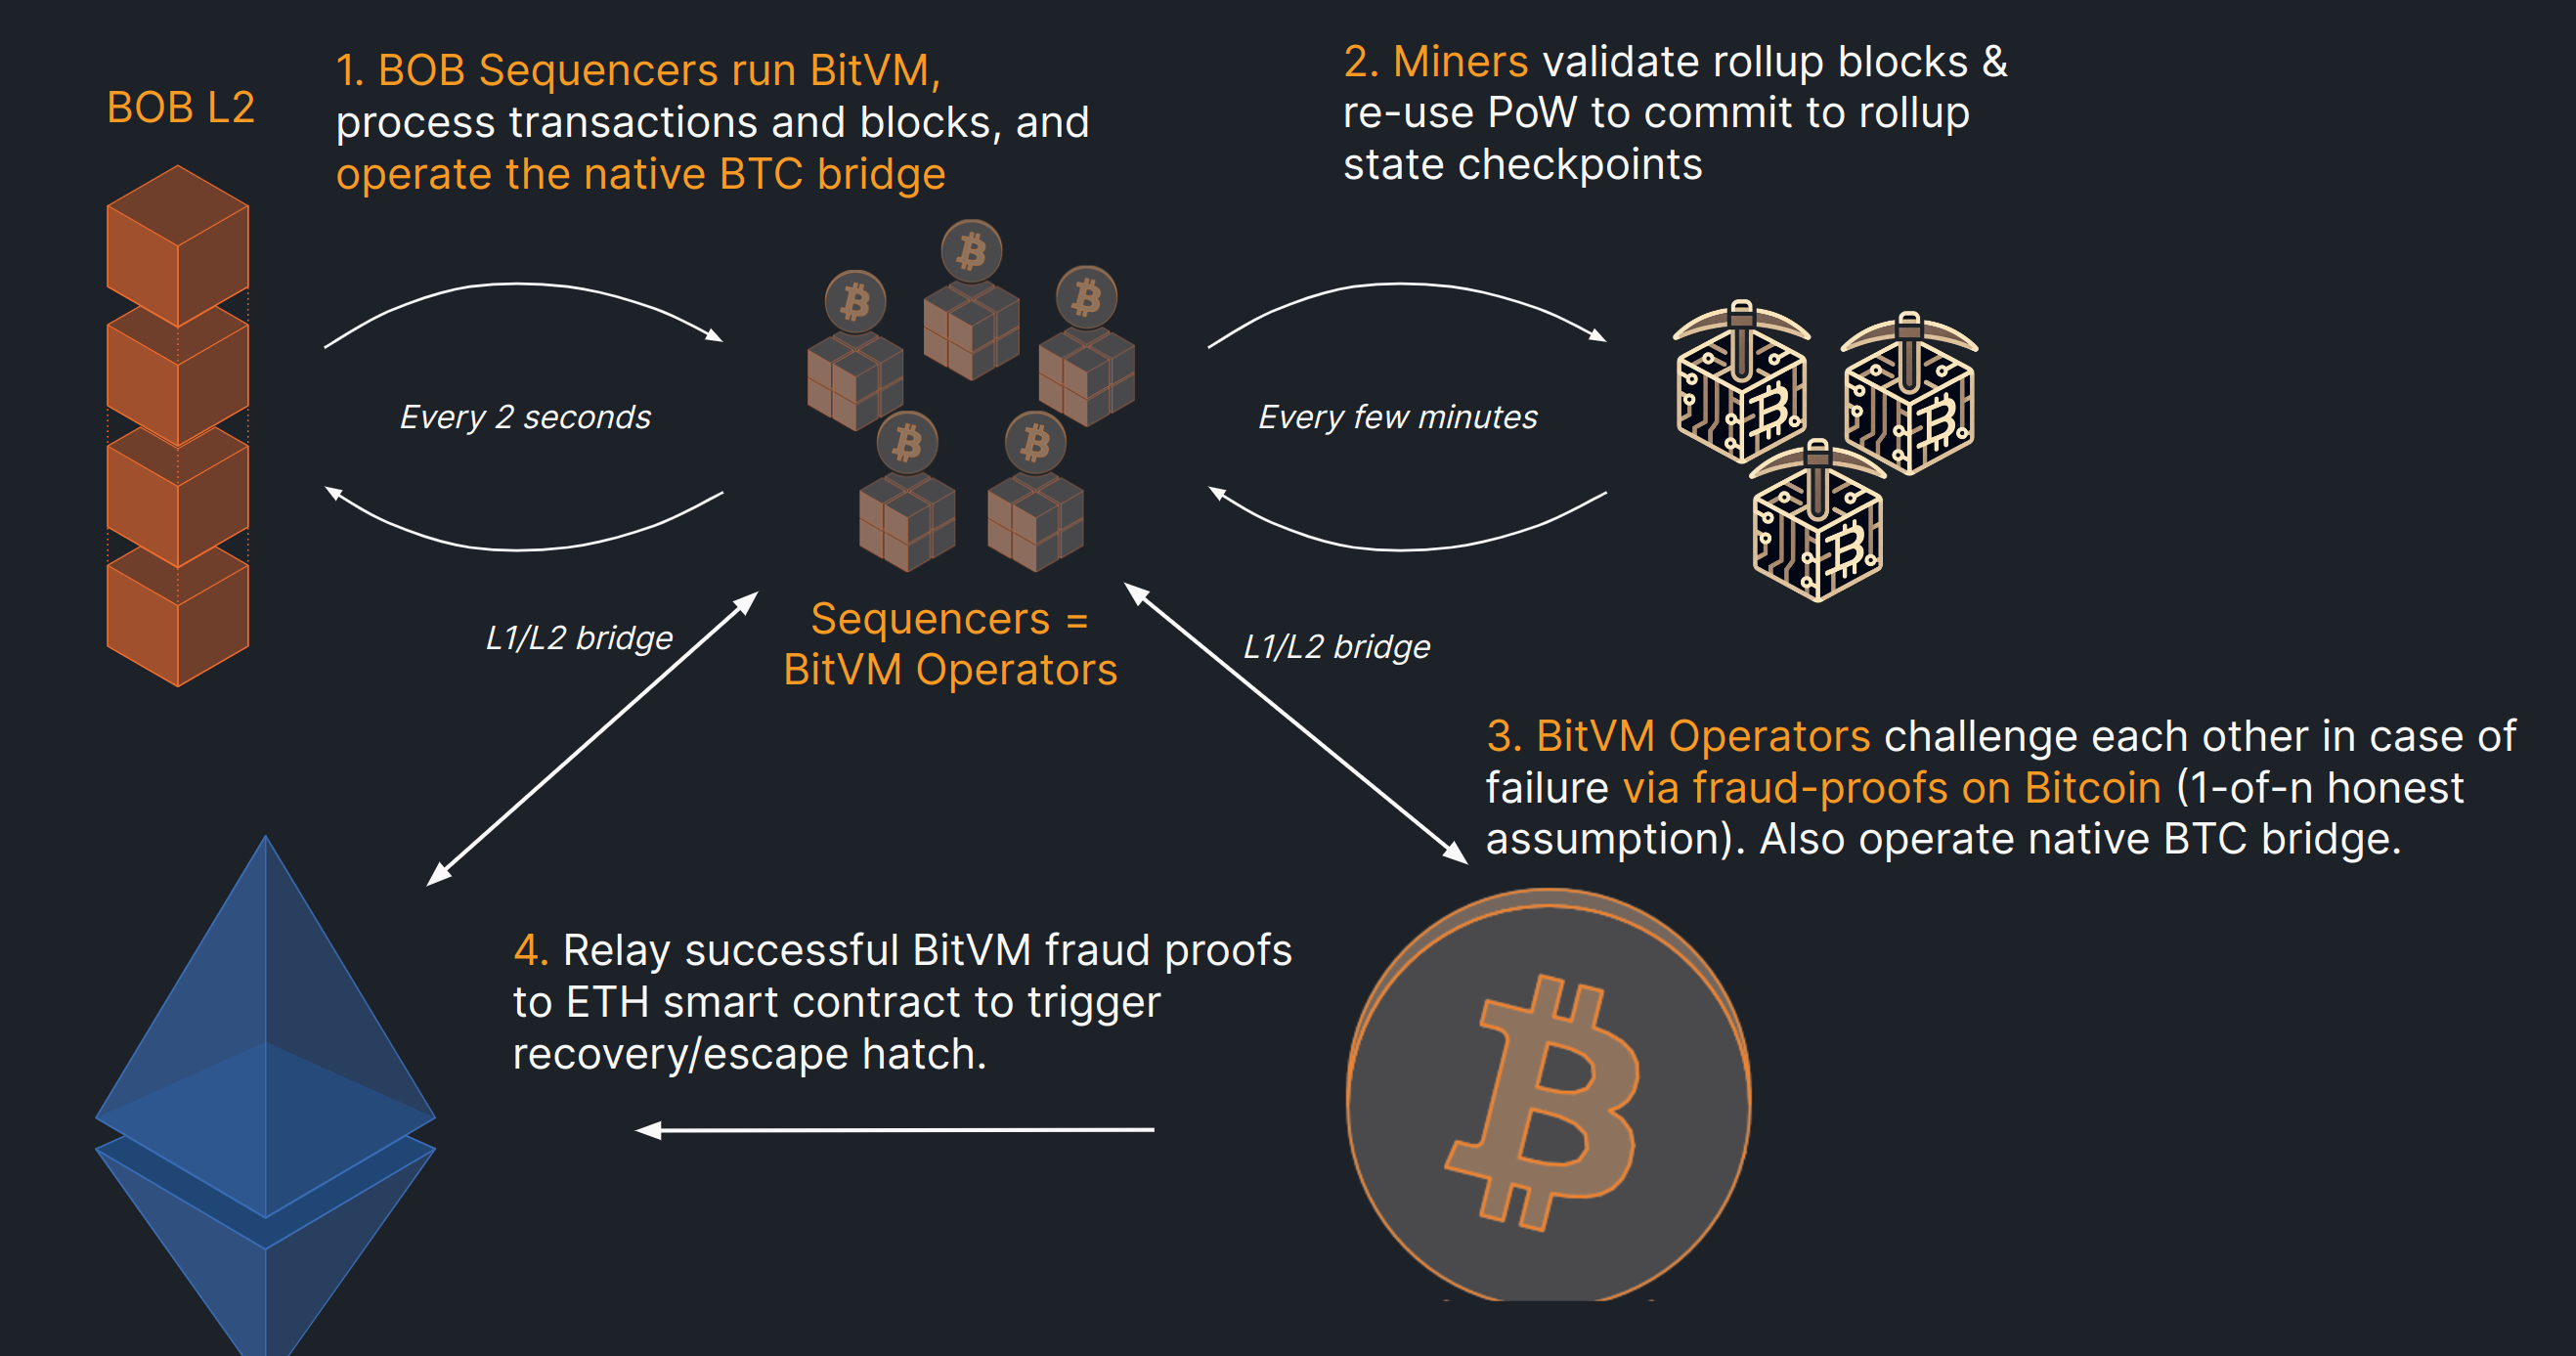 BOB L2
1. BOB Sequencers run BitVM,
process transactions and blocks, and
operate the native BTC bridge
2. Miners validate rollup blocks &
re-use PoW to commit to rollup
state checkpoints
Every 2 seconds
Every few minutes
Sequencers =
BitVM Operators
L1/L2 bridge
L1/L2 bridge
3. BitVM Operators challenge each other in case of
failure via fraud-proofs on Bitcoin (1-of-n honest
assumption). Also operate native BTC bridge.
4. Relay successful BitVM fraud proofs
to ETH smart contract to trigger
recovery/escape hatch.